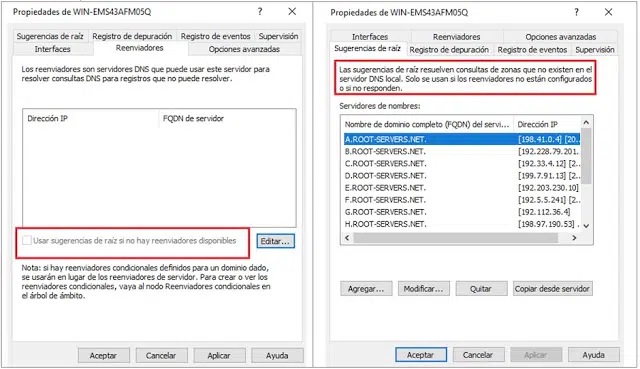 Propiedades de WIN-EMS43AFM05Q
Sugerencias de raíz Registro de depuración Registro de eventos Supervisión
Interfaces Reenviadores Opciones avanzadas
Los reenviadores son servidores DNS que puede usar este servidor para
resolver consultas DNS para registros que no puede resolver.
Dirección IP FQDN de servidor
Usar sugerencias de raíz si no hay reenviadores disponibles Editar...
Nota: si hay reenviadores condicionales definidos para un dominio dado,
se usarán en lugar de los reenviadores de servidor. Para crear o ver los
reenviadores condicionales, vaya al nodo Reenviadores condicionales en
el árbol de ámbito.
Aceptar Cancelar Aplicar Ayuda
Propiedades de WIN-EMS43AFM05Q
Interfaces Reenviadores Opciones avanzadas
Sugerencias de raíz Registro de depuración Registro de eventos Supervisión
Las sugerencias de raíz resuelven consultas de zonas que no existen en el
servidor DNS local. Solo se usan si los reenviadores no están configurados
o si no responden.
Servidores de nombres:
Nombre de dominio completo (FQDN) del servi... Dirección IP
A.ROOT-SERVERS.NET. [198.41.0.4] [20...
B.ROOT-SERVERS.NET. [192.228.79.201.
C.ROOT-SERVERS.NET. [192.33.4.12] [2...
D.ROOT-SERVERS.NET. [199.7.91.13] [2...
E.ROOT-SERVERS.NET. [192.203.230.10]
F.ROOT-SERVERS.NET. [192.5.5.241] [2...
G.ROOT-SERVERS.NET. [192.112.36.4]
H.ROOT-SERVERS.NET. [198.97.190.53]
Agregar... Modificar... Quitar Copiar desde servidor
Aceptar Cancelar Aplicar Ayuda